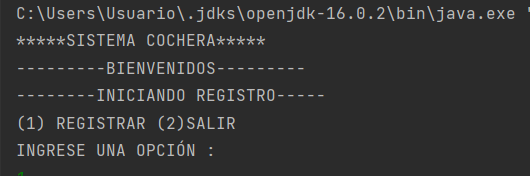 C:\Users\Usuario\.jdks\openjdk-16.0.2\bin\java.exe "
*****SISTEMA COCHERA*****
---------BIENVENIDOS---------
--------INICIANDO REGISTRO-----
(1) REGISTRAR (2)SALIR
INGRESE UNA OPCIÓN :